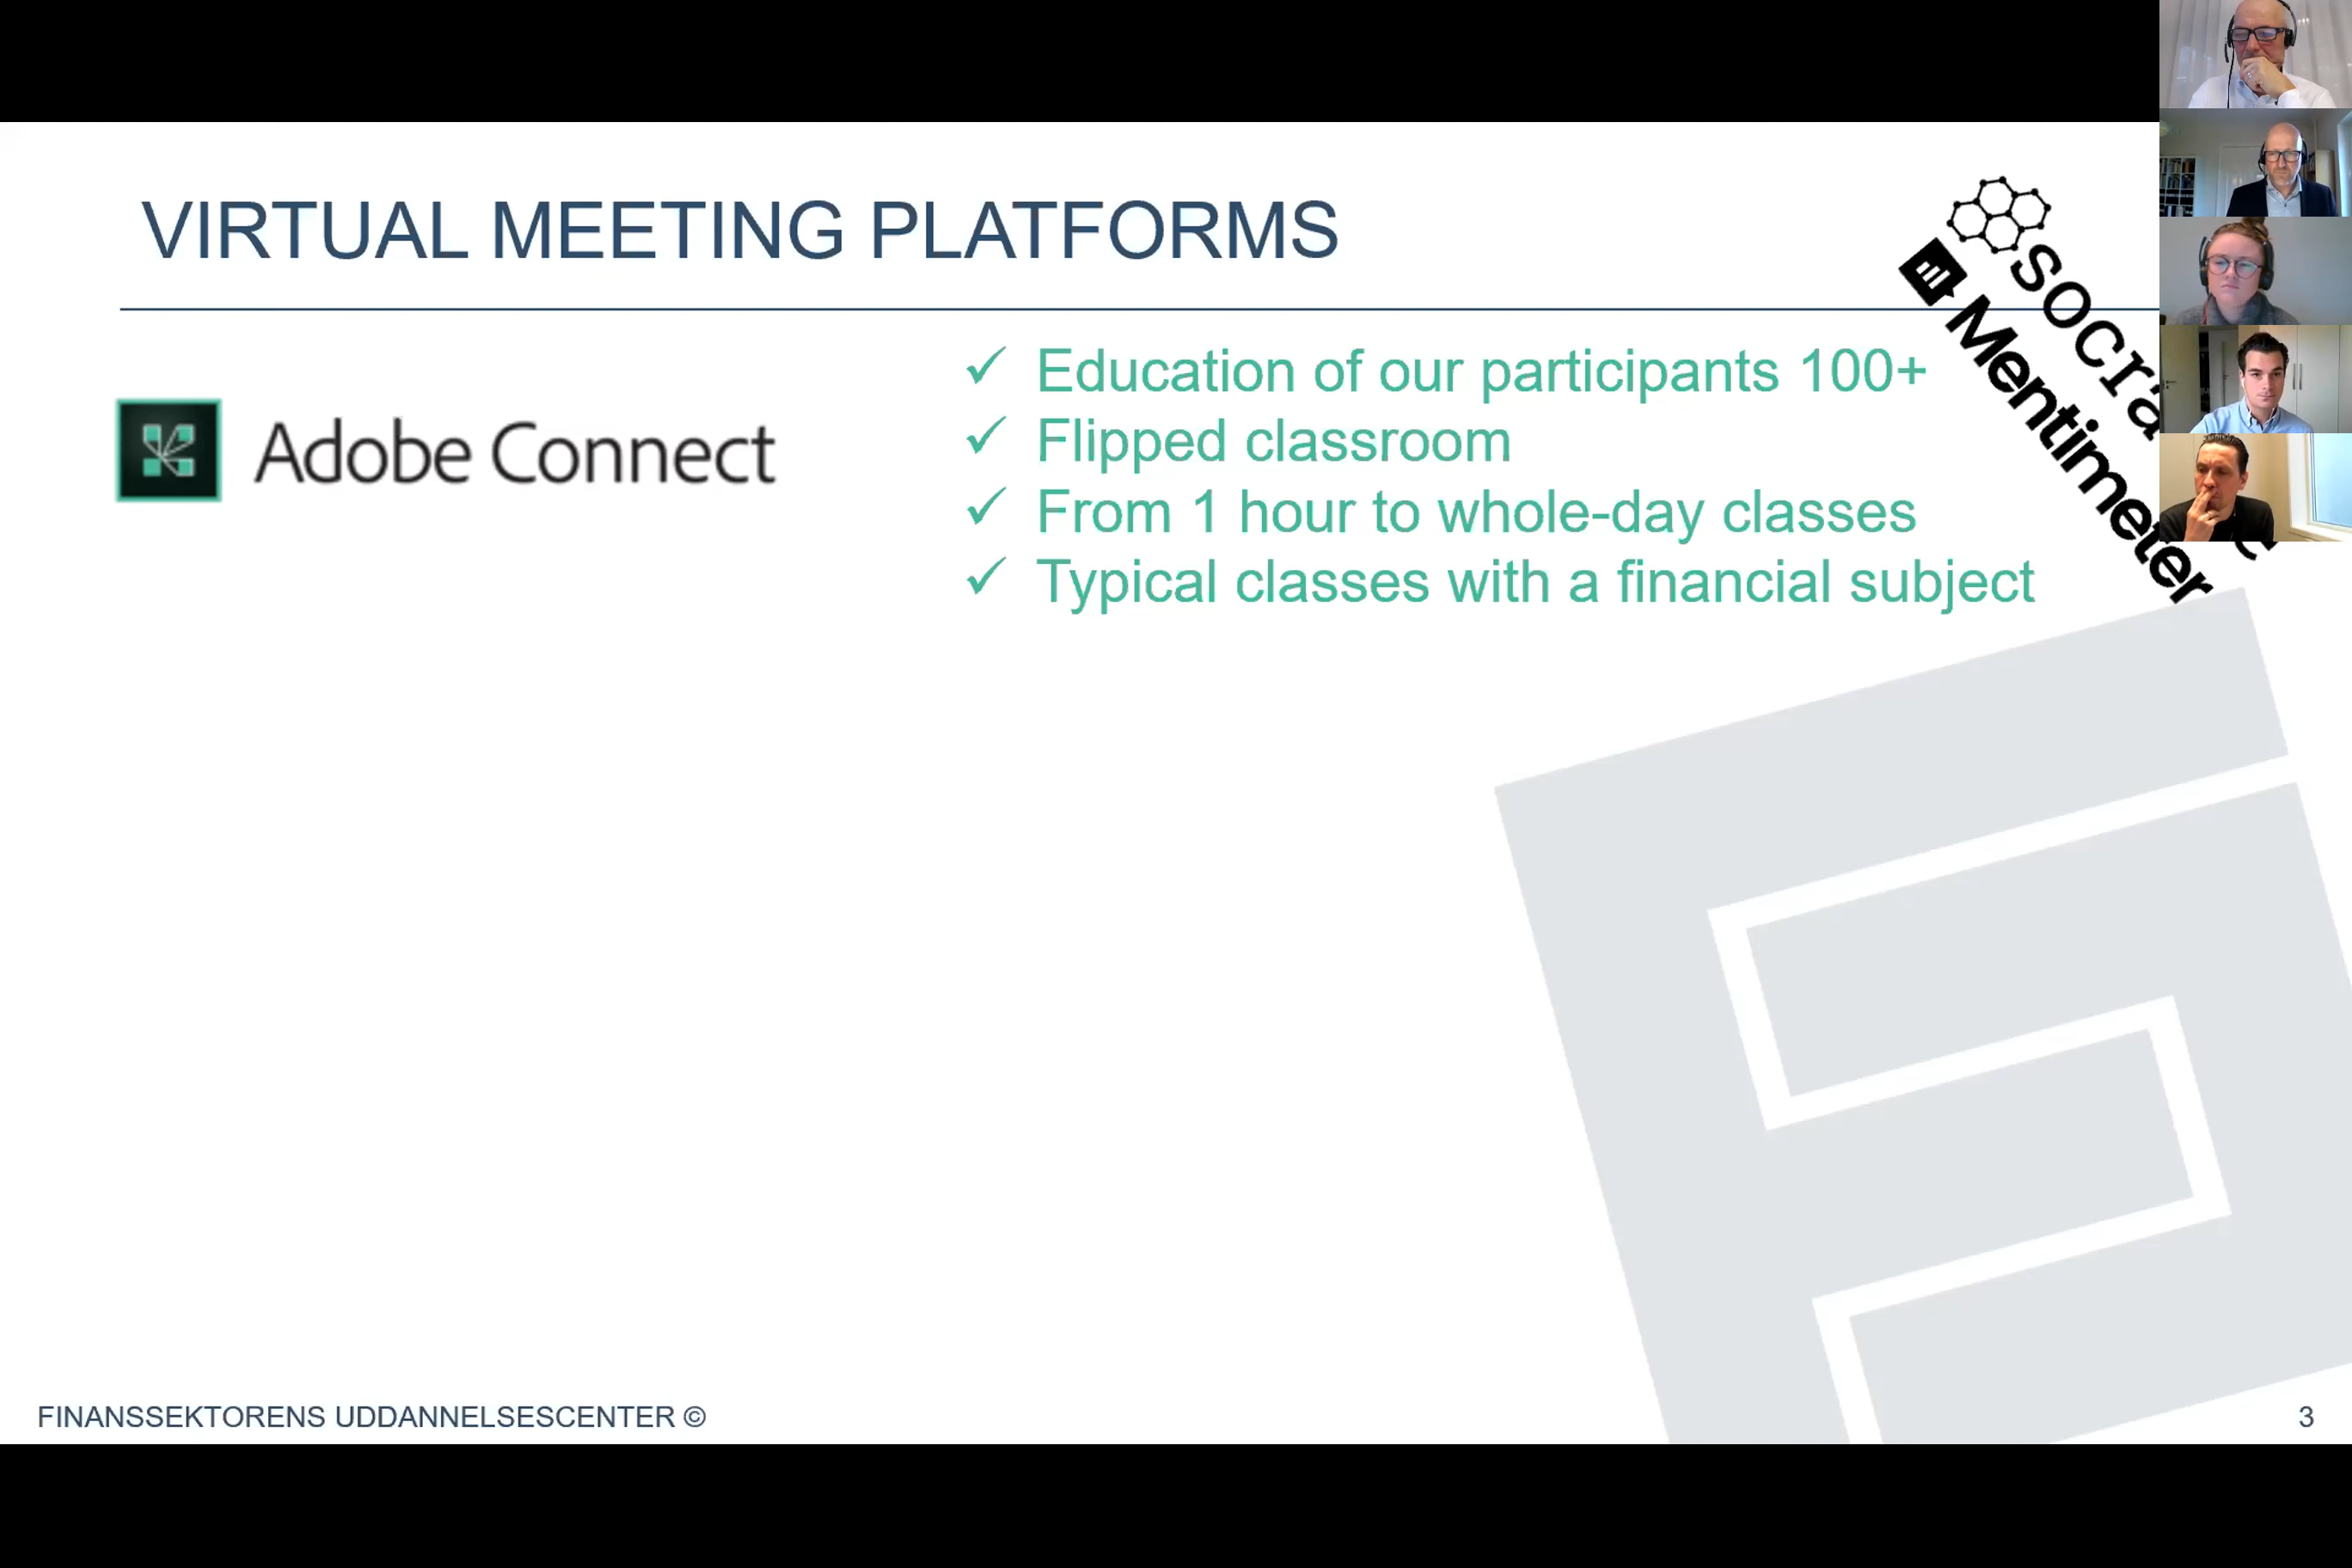 VIRTUAL MEETING PLATFORMS
socra
Mentimeter
Adobe Connect
✓ Education of our participants 100+
✓ Flipped classroom
✓ From 1 hour to whole-day classes
✓ Typical classes with a financial subject
FINANSSEKTORENS UDDANNELSESCENTER ©
3